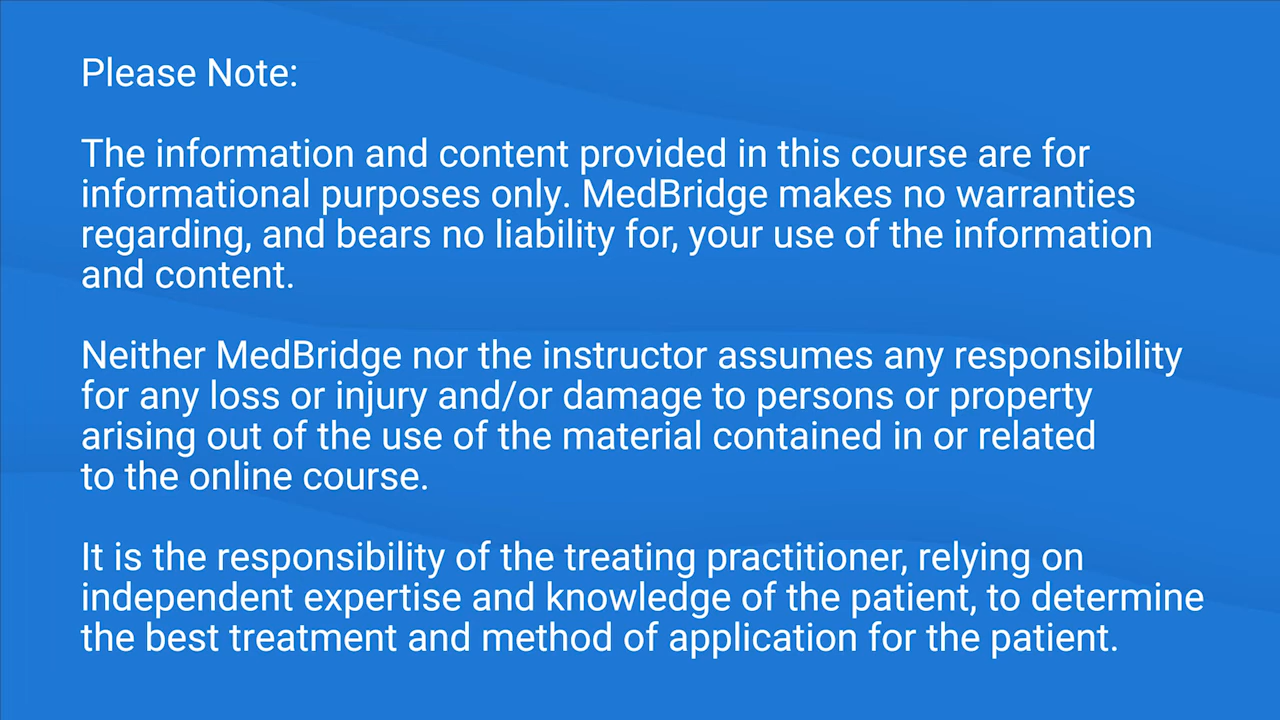 Please Note:
The information and content provided in this course are for
informational purposes only. MedBridge makes no warranties
regarding, and bears no liability for, your use of the information
and content.
Neither MedBridge nor the instructor assumes any responsibility
for any loss or injury and/or damage to persons or property
arising out of the use of the material contained in or related
to the online course.
It is the responsibility of the treating practitioner, relying on
independent expertise and knowledge of the patient, to determine
the best treatment and method of application for the patient.